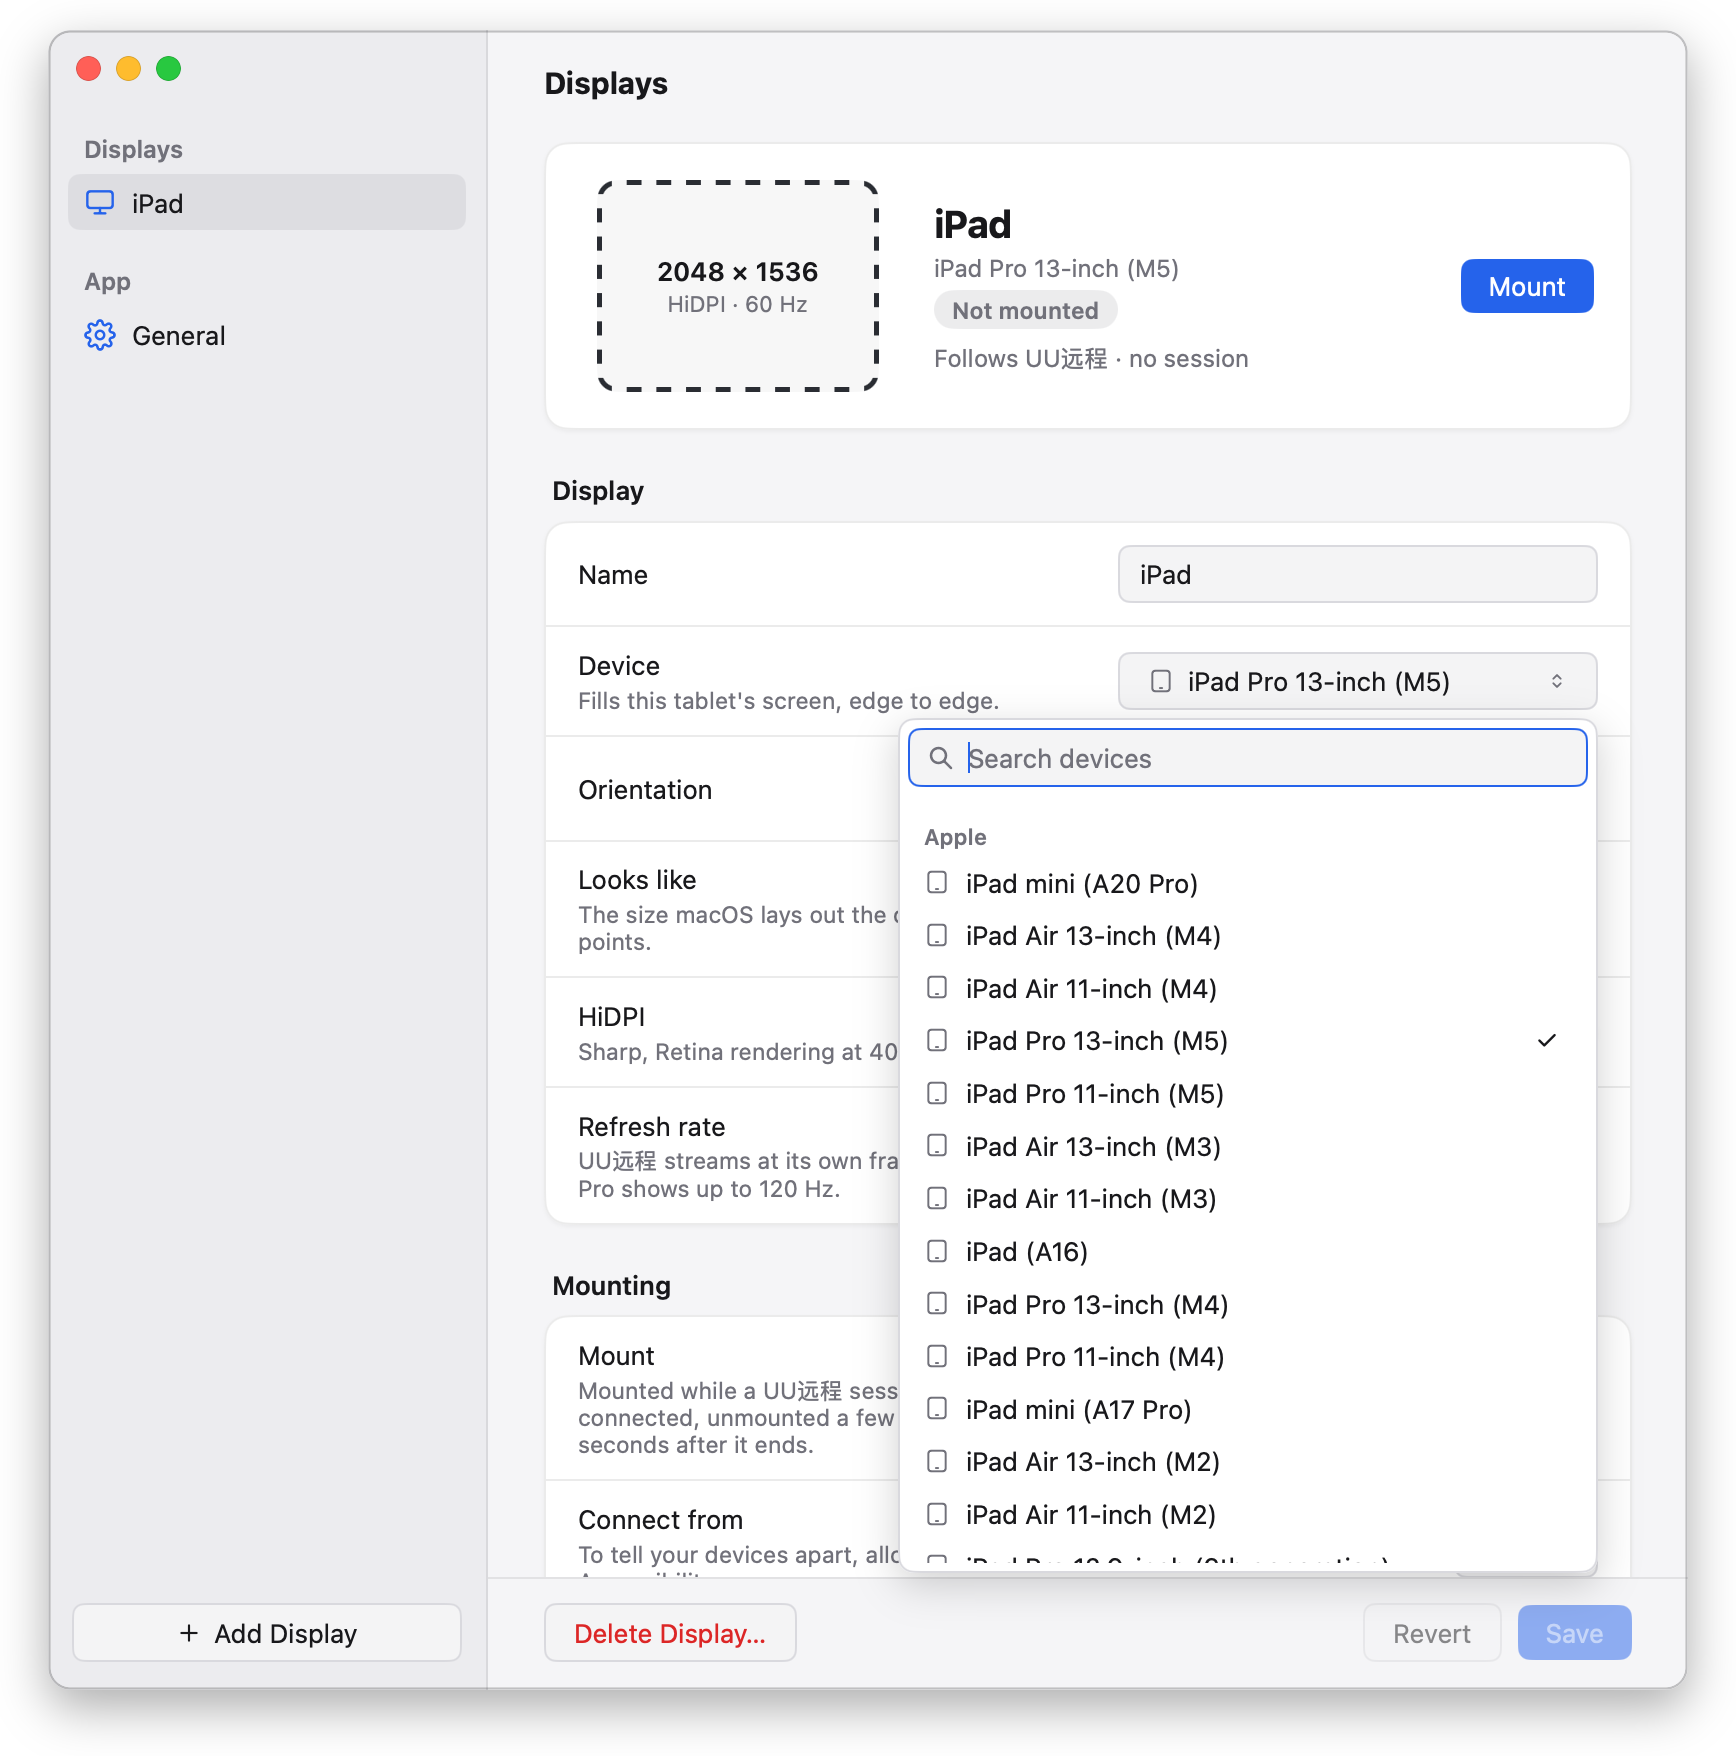 Displays
iPad
App
General
Add Display
Displays
2048 × 1536
HiDPI · 60 Hz
iPad
iPad Pro 13-inch (M5)
Not mounted
Follows UU远程 · no session
Mount
Display
Name
iPad
Device
Fills this tablet's screen, edge to edge.
iPad Pro 13-inch (M5)
Orientation
Looks like
The size macOS lays out the
points.
HiDPI
Sharp, Retina rendering at 40
Refresh rate
UU远程 streams at its own fra
Pro shows up to 120 Hz.
Search devices
Apple
iPad mini (A20 Pro)
iPad Air 13-inch (M4)
iPad Air 11-inch (M4)
iPad Pro 13-inch (M5)
iPad Pro 11-inch (M5)
iPad Air 13-inch (M3)
iPad Air 11-inch (M3)
iPad (A16)
iPad Pro 13-inch (M4)
iPad Pro 11-inch (M4)
iPad mini (A17 Pro)
iPad Air 13-inch (M2)
iPad Air 11-inch (M2)
Mounting
Mount
Mounted while a UU远程 sess
connected, unmounted a few
seconds after it ends.
Connect from
To tell your devices apart, allo
Delete Display...
Revert
Save